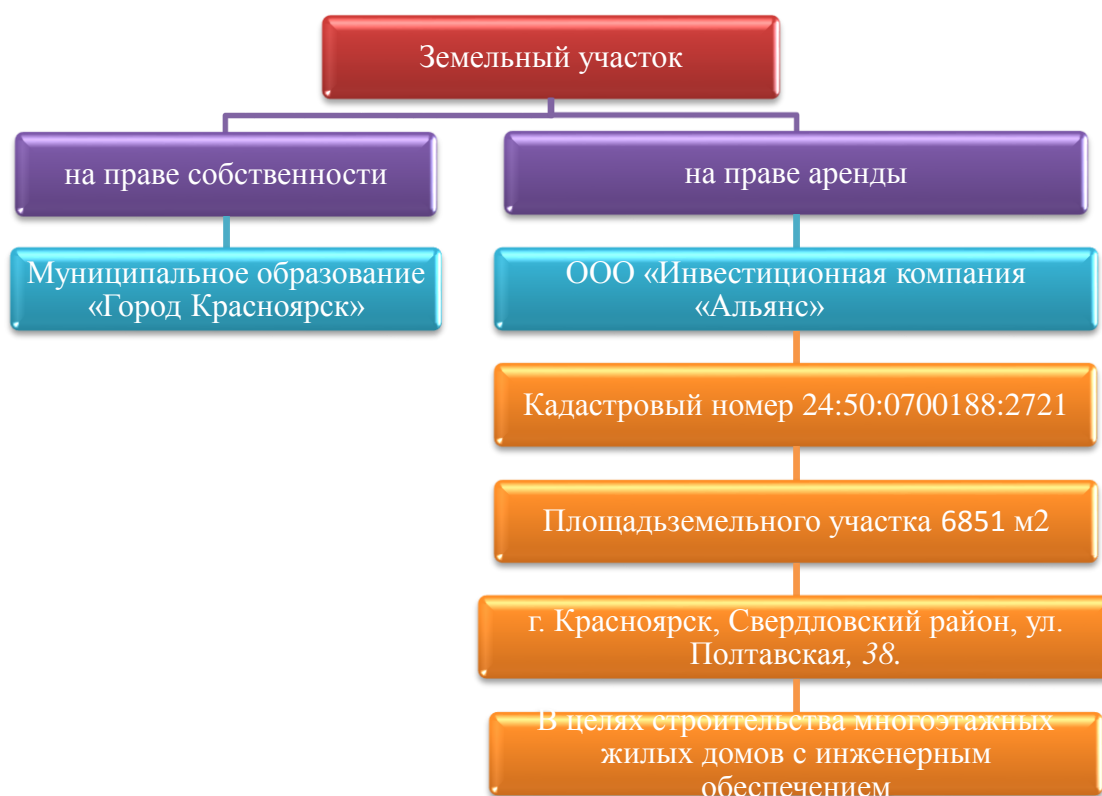 Земельный участок
на праве собственности
на праве аренды
Муниципальное образование
«Город Красноярск»
ООО «Инвестиционная компания
«Альянс»
Кадастровый номер 24:50:0700188:2721
Площадьземельного участка 6851 м2
г. Красноярск, Свердловский район, ул.
Полтавская, 38.
В целях строительства многоэтажных
жилых домов с инженерным
обеспечением